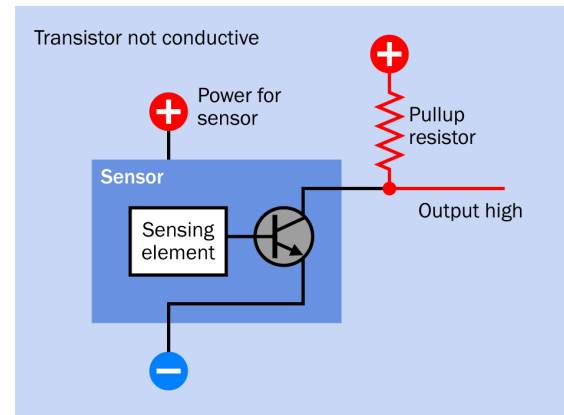 Transistor not conductive
Power for
sensor
Pullup
resistor
Sensor
Output high
Sensing
element